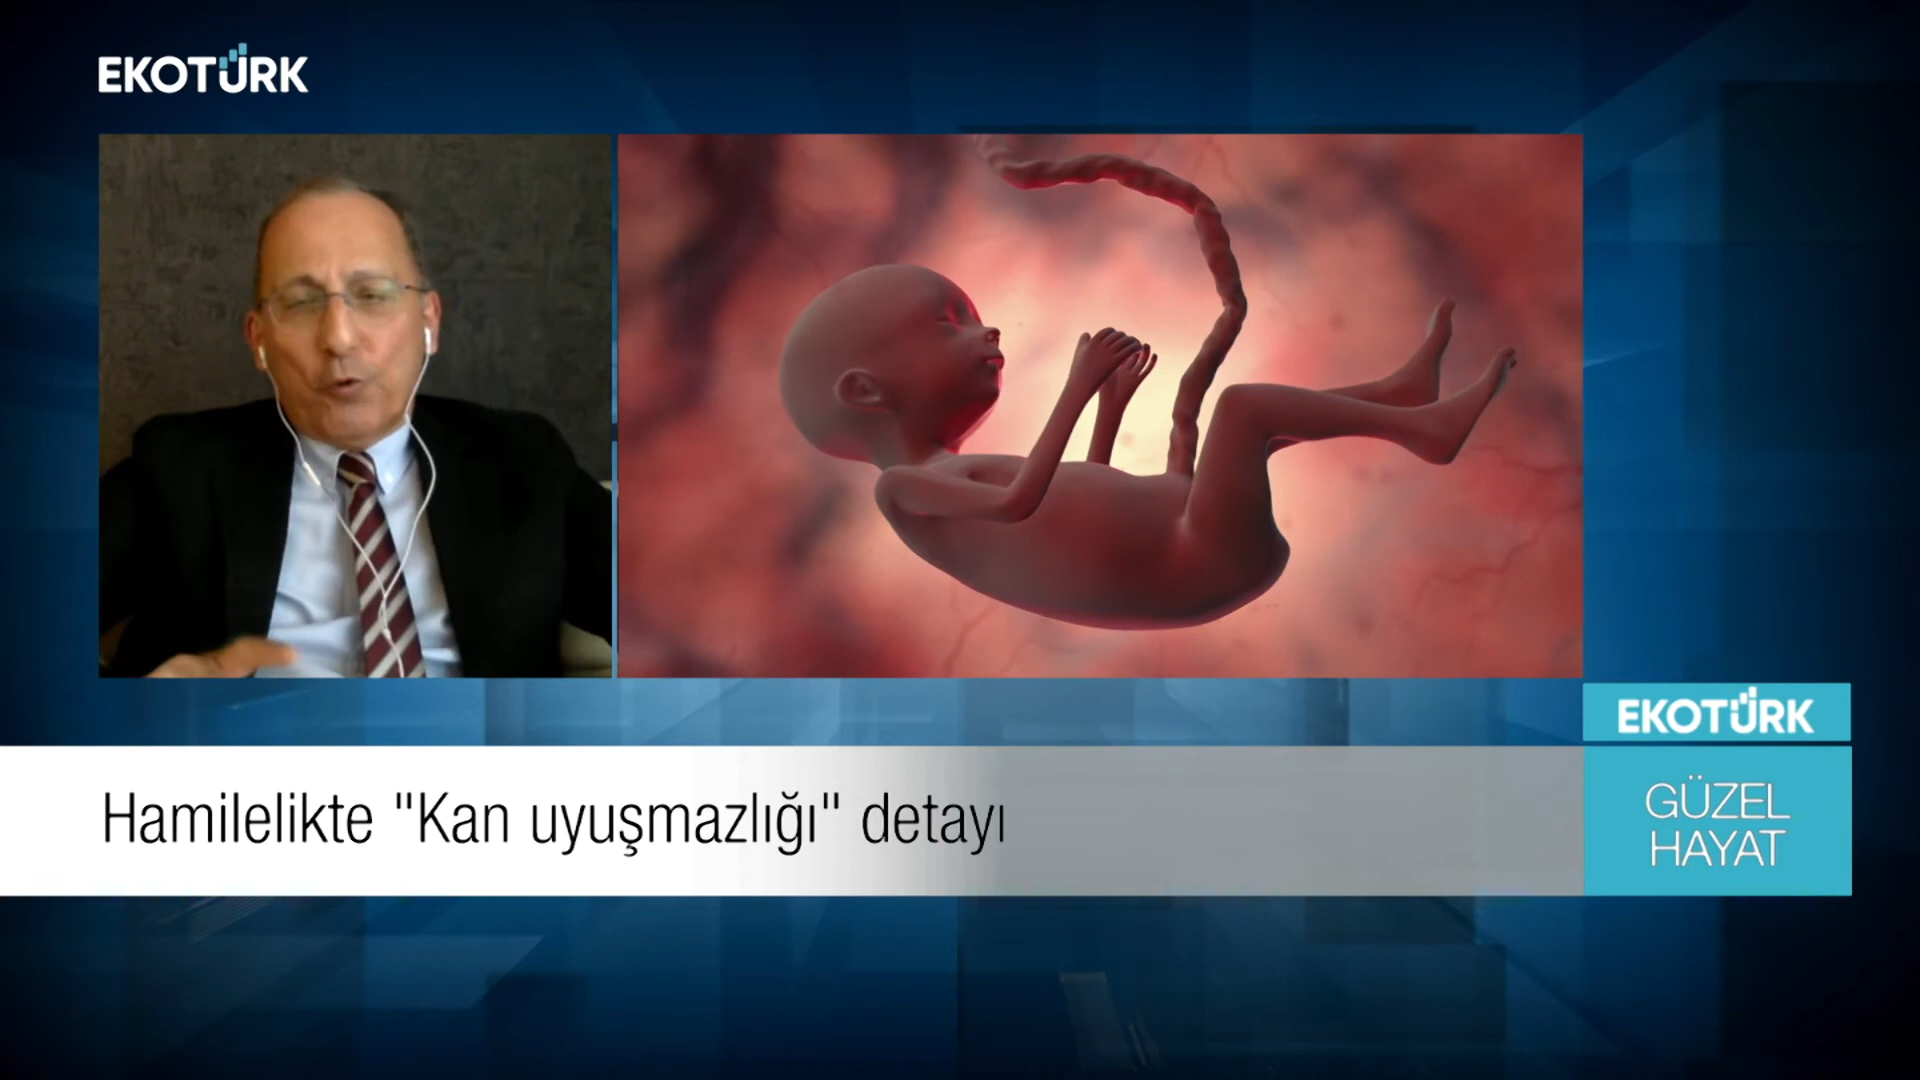 EKOTÜRK
EKOTÜRK
Hamilelikte "Kan uyuşmazlığı" detayı
GÜZEL
HAYAT